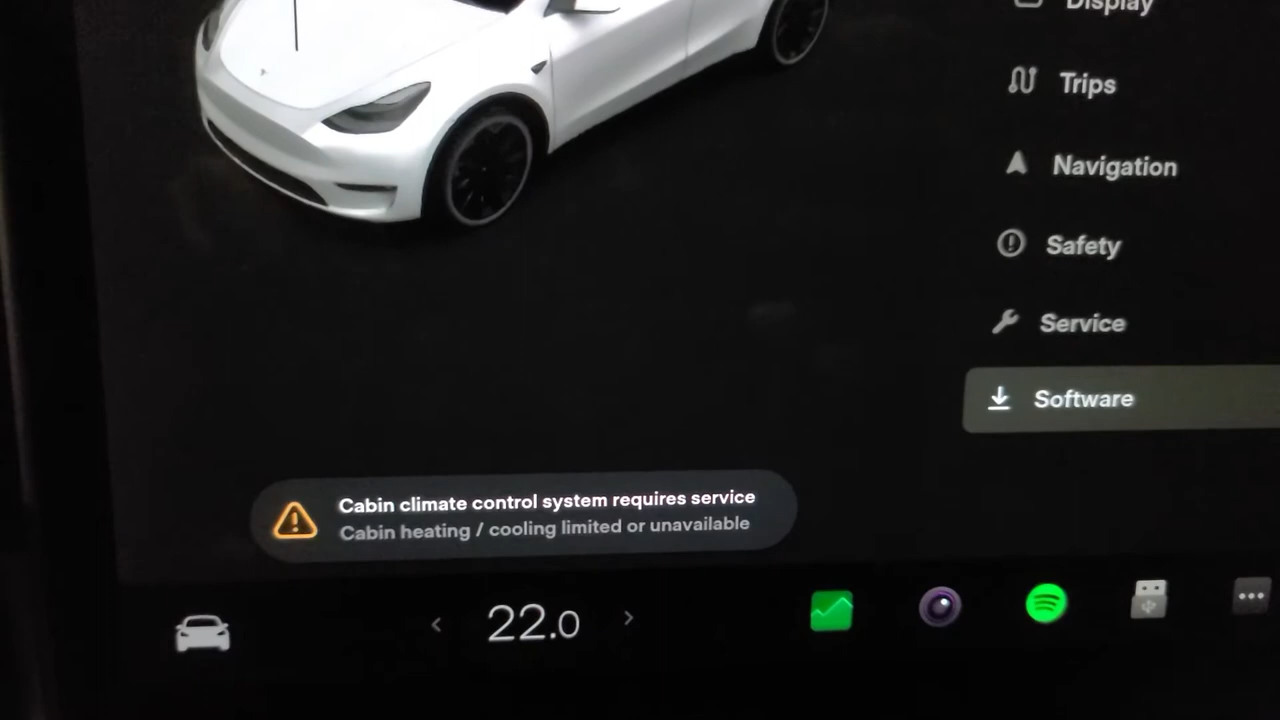 Display
Trips
Navigation
Safety
Service
Software
Cabin climate control system requires service
Cabin heating / cooling limited or unavailable
22.0